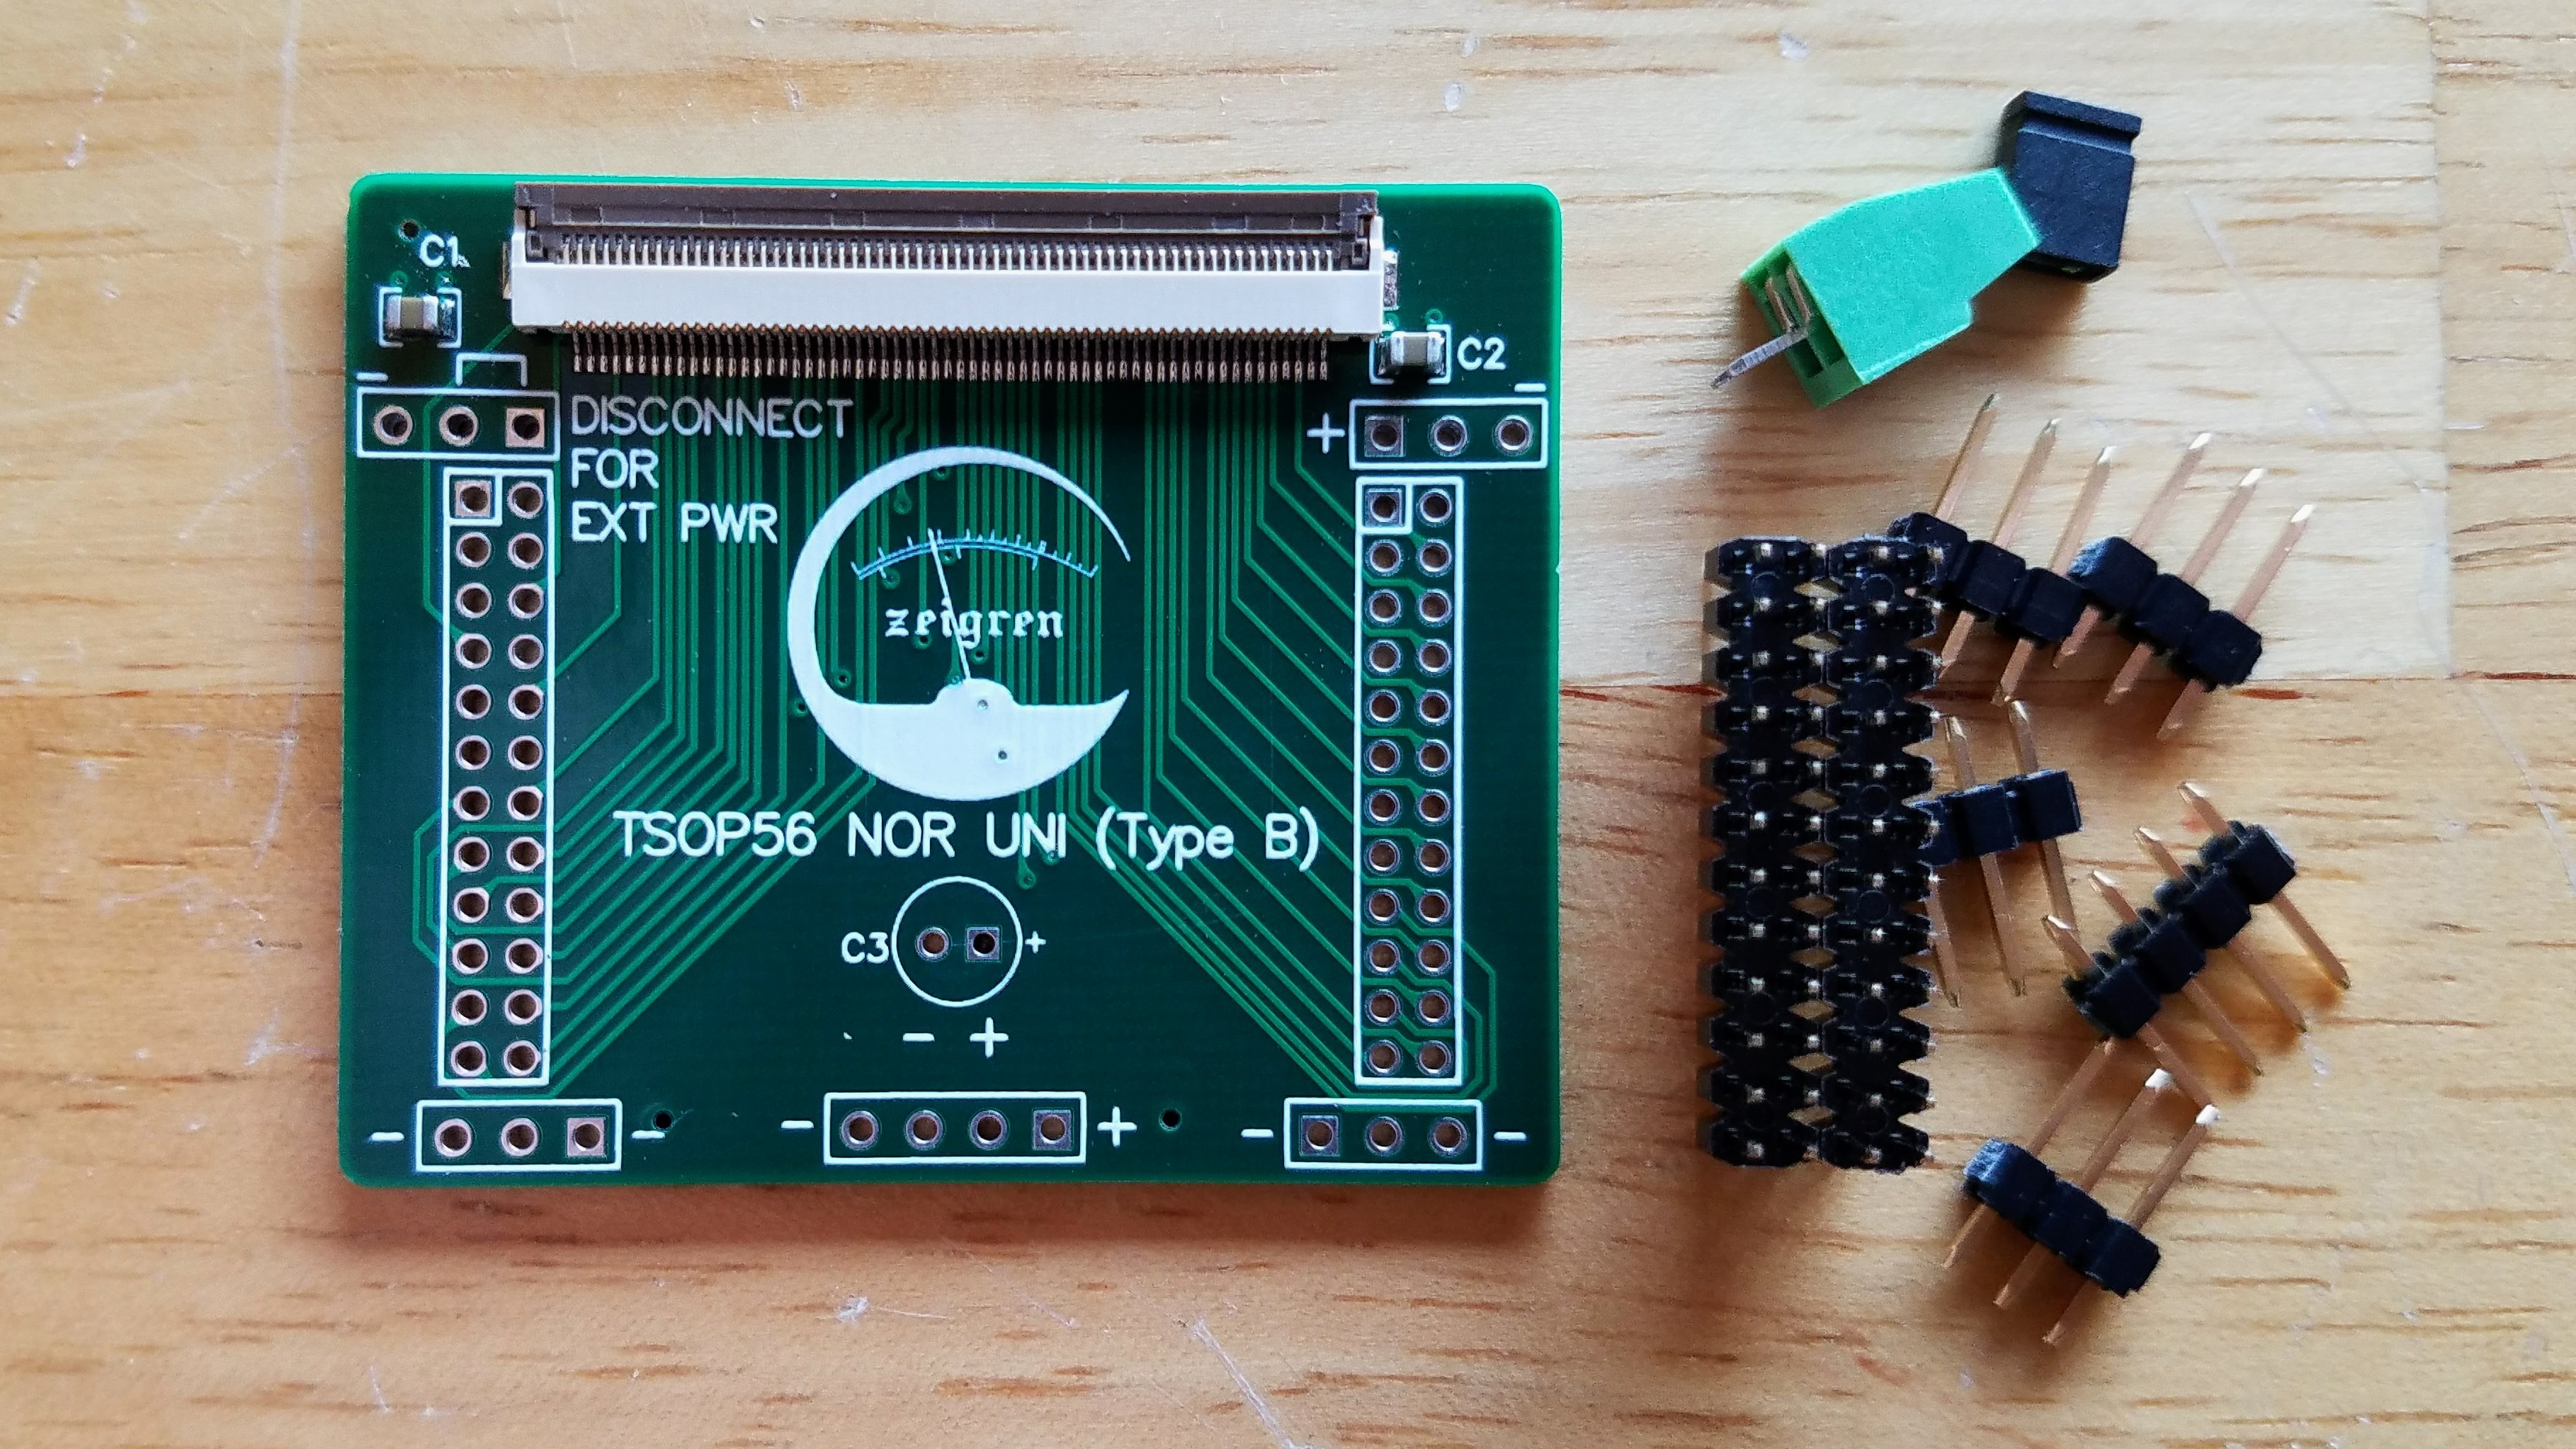 C1
C2
-
-
DISCONNECT
FOR
EXT PWR
+
zeigren
TSOP56 NOR UNI (Type B)
C3 +
- +
- - - + - -